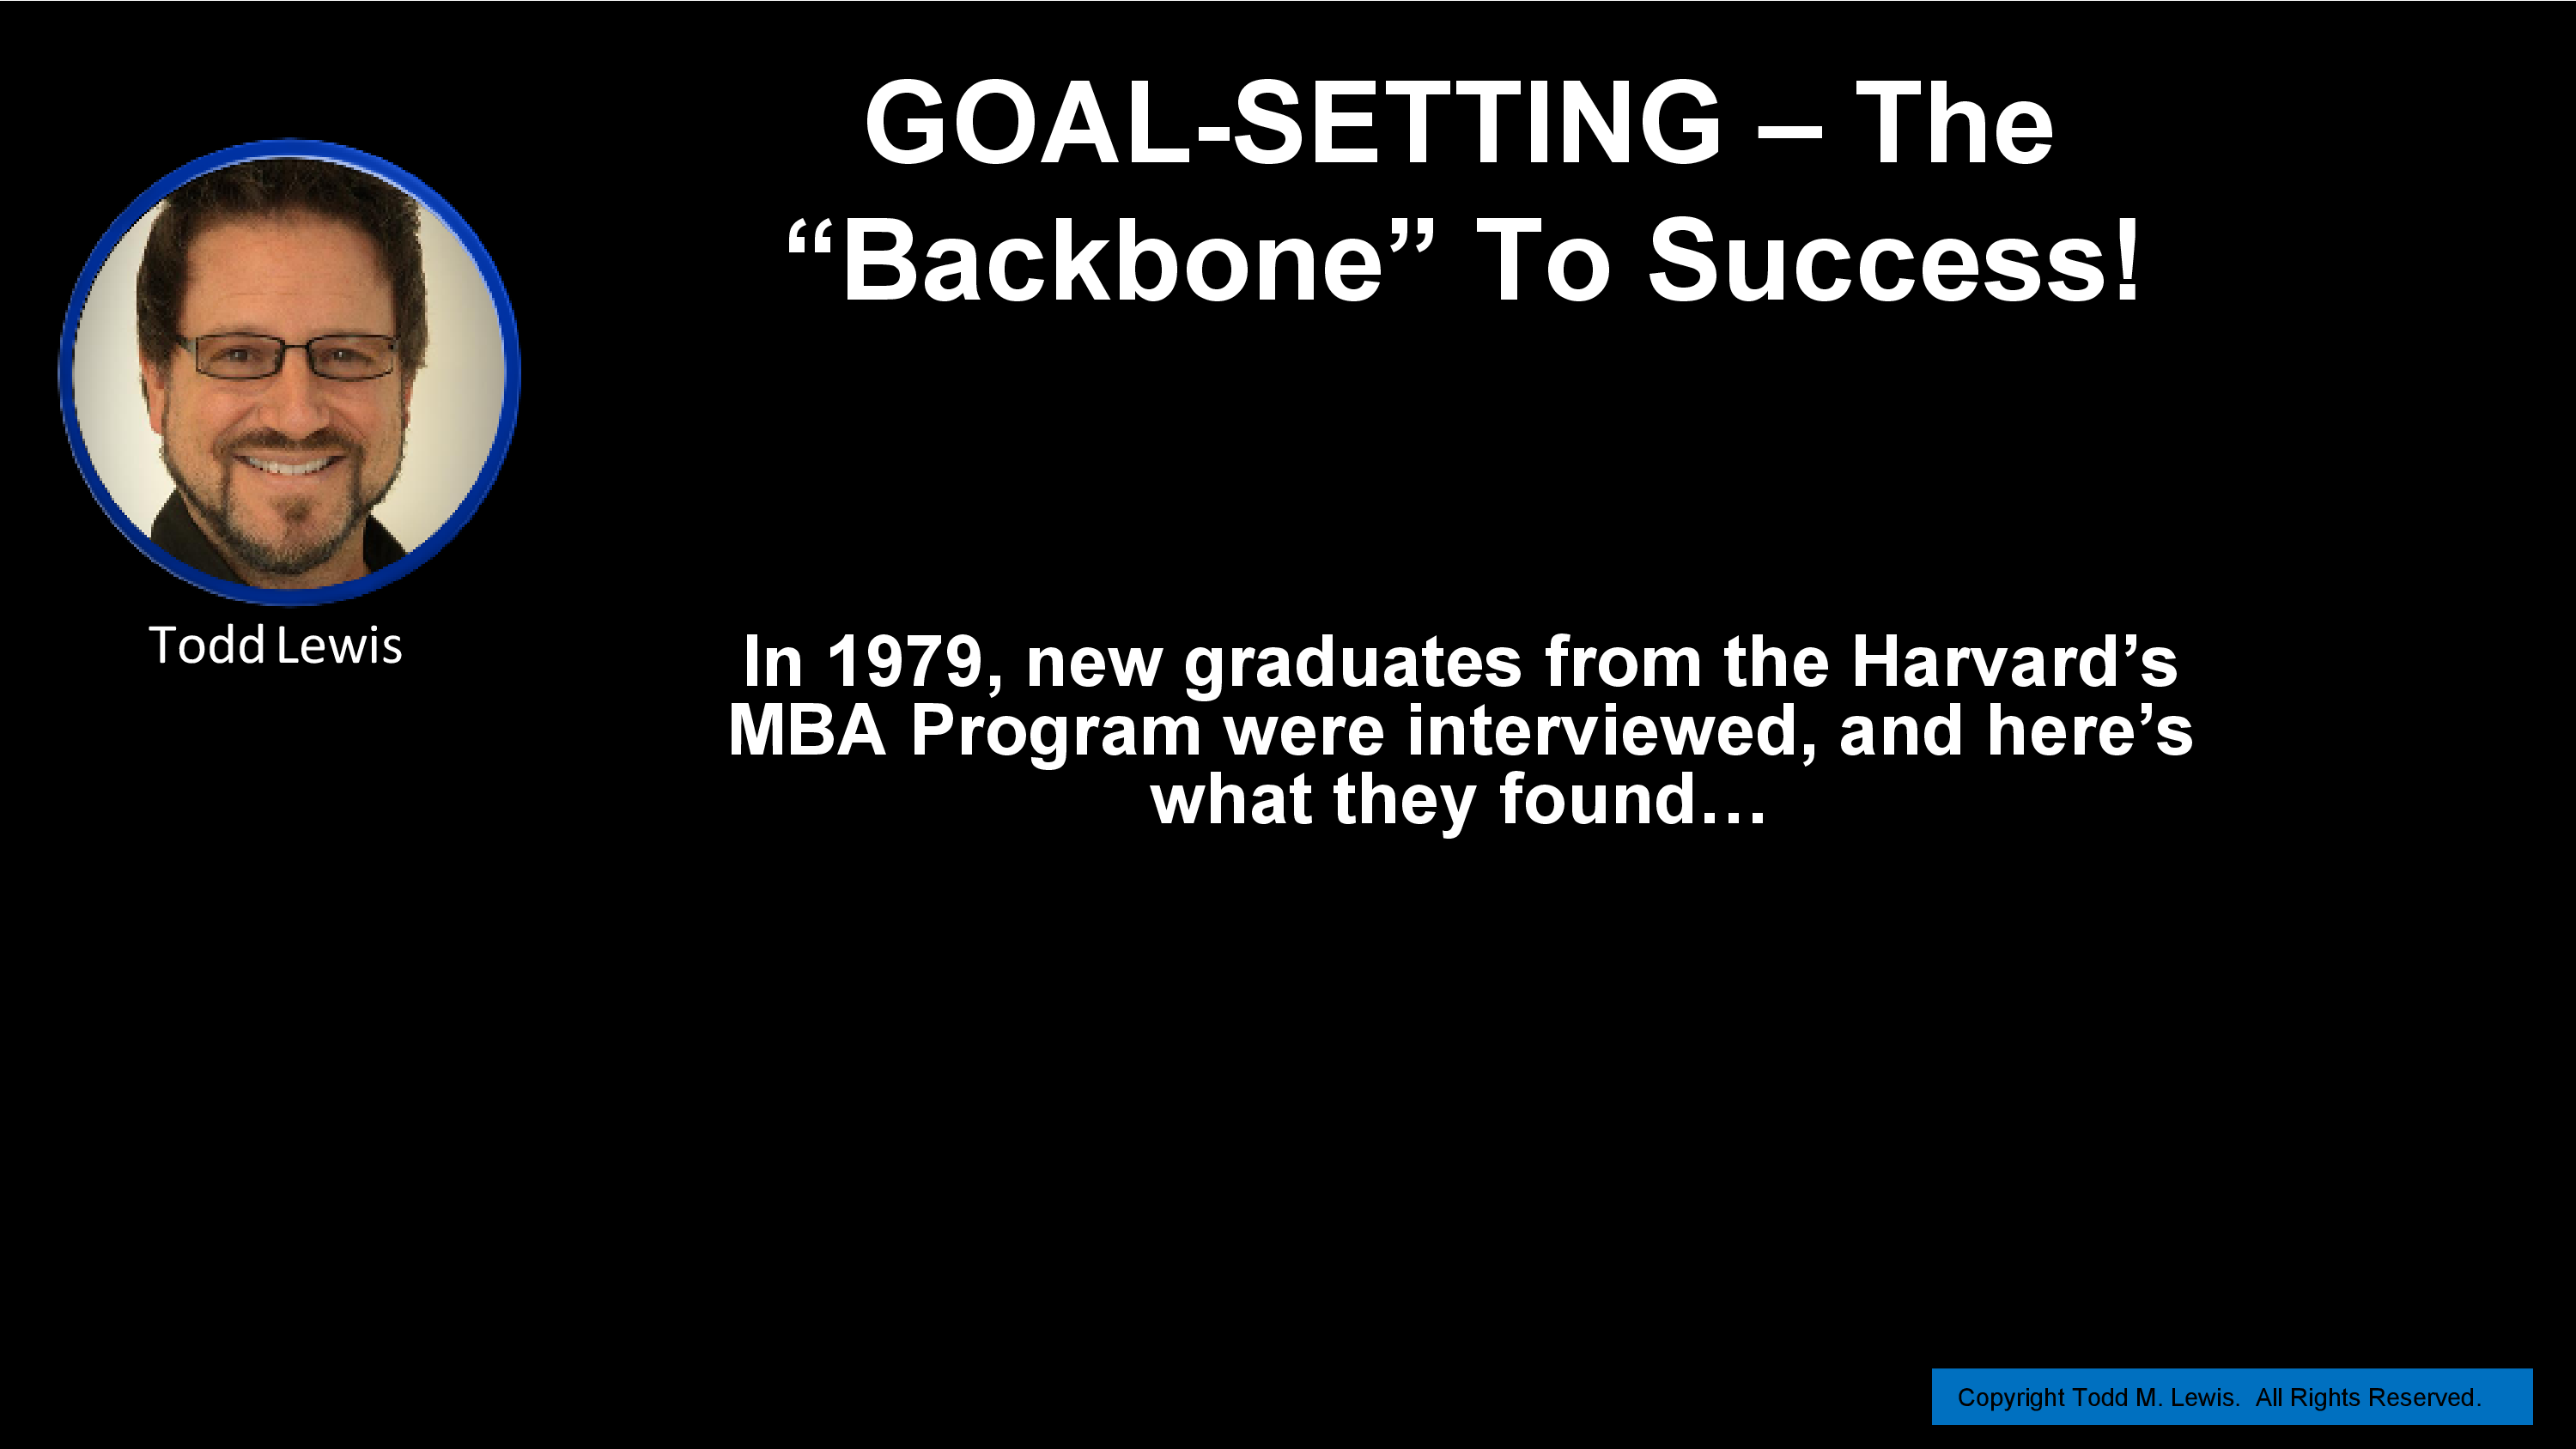 GOAL-SETTING – The
“Backbone” To Success!
Todd Lewis
In 1979, new graduates from the Harvard’s
MBA Program were interviewed, and here’s
what they found…
Copyright Todd M. Lewis.  All Rights Reserved.